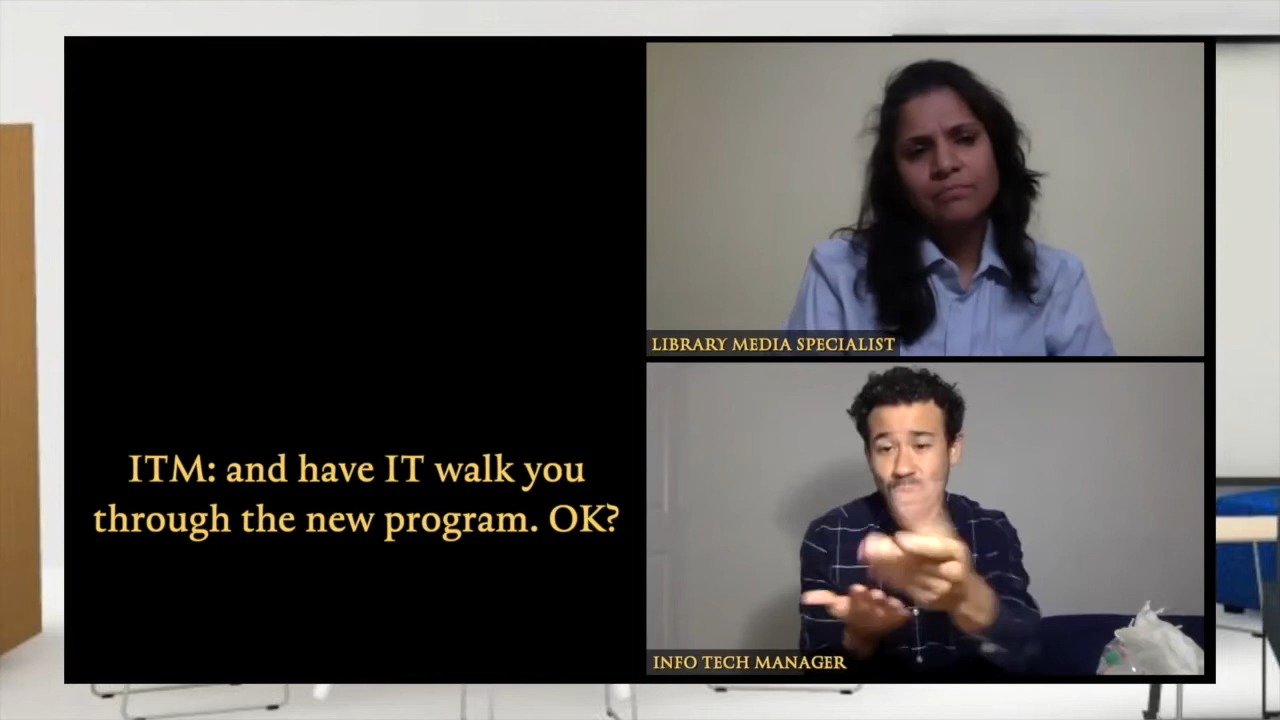 LIBRARY MEDIA SPECIALIST
ITM: and have IT walk you
through the new program. OK?
INFO TECH MANAGER